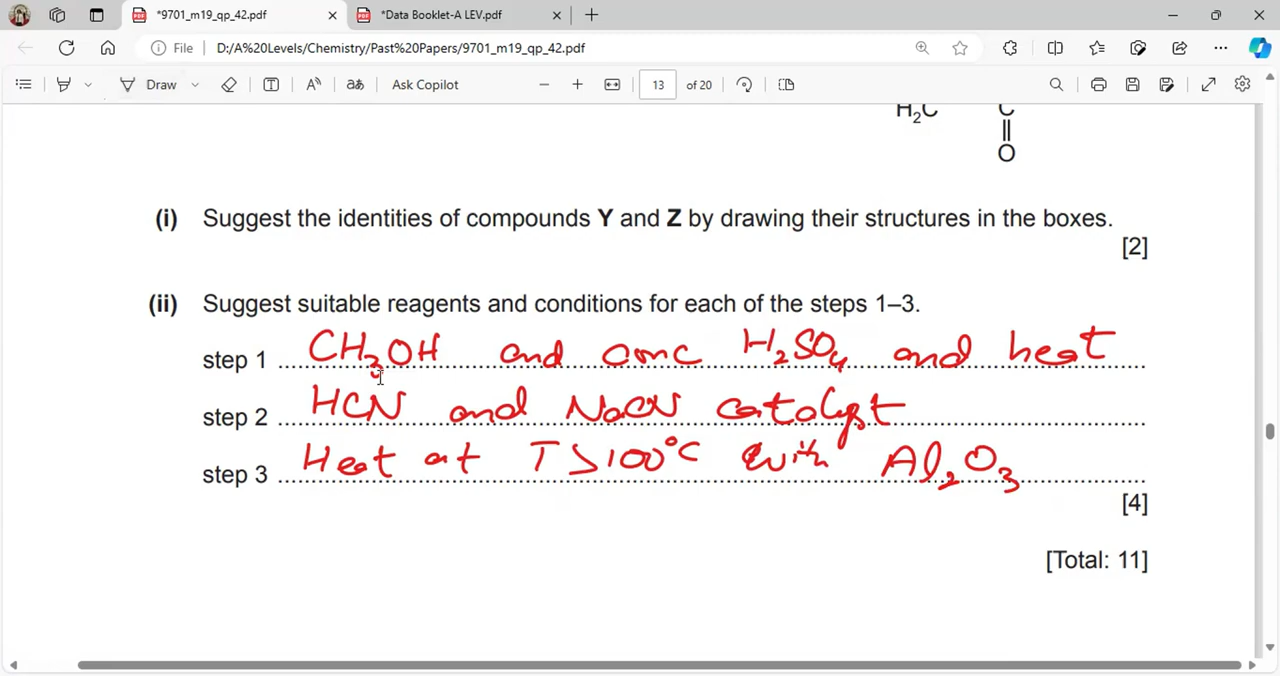 *9701_m19_qp_42.pdf
*Data Booklet-A LEV.pdf
File D:/A%20Levels/Chemistry/Past%20Papers/9701_m19_qp_42.pdf
Draw
aあ
Ask Copilot
13 of 20
H₂C C
O
(i) Suggest the identities of compounds Y and Z by drawing their structures in the boxes.
[2]
(ii) Suggest suitable reagents and conditions for each of the steps 1–3.
step 1 CH₃OH and conc H₂SO₄ and heat
step 2 HCN and NaCN catalyst
step 3 Heat at T>100°C with Al₂O₃
[4]
[Total: 11]